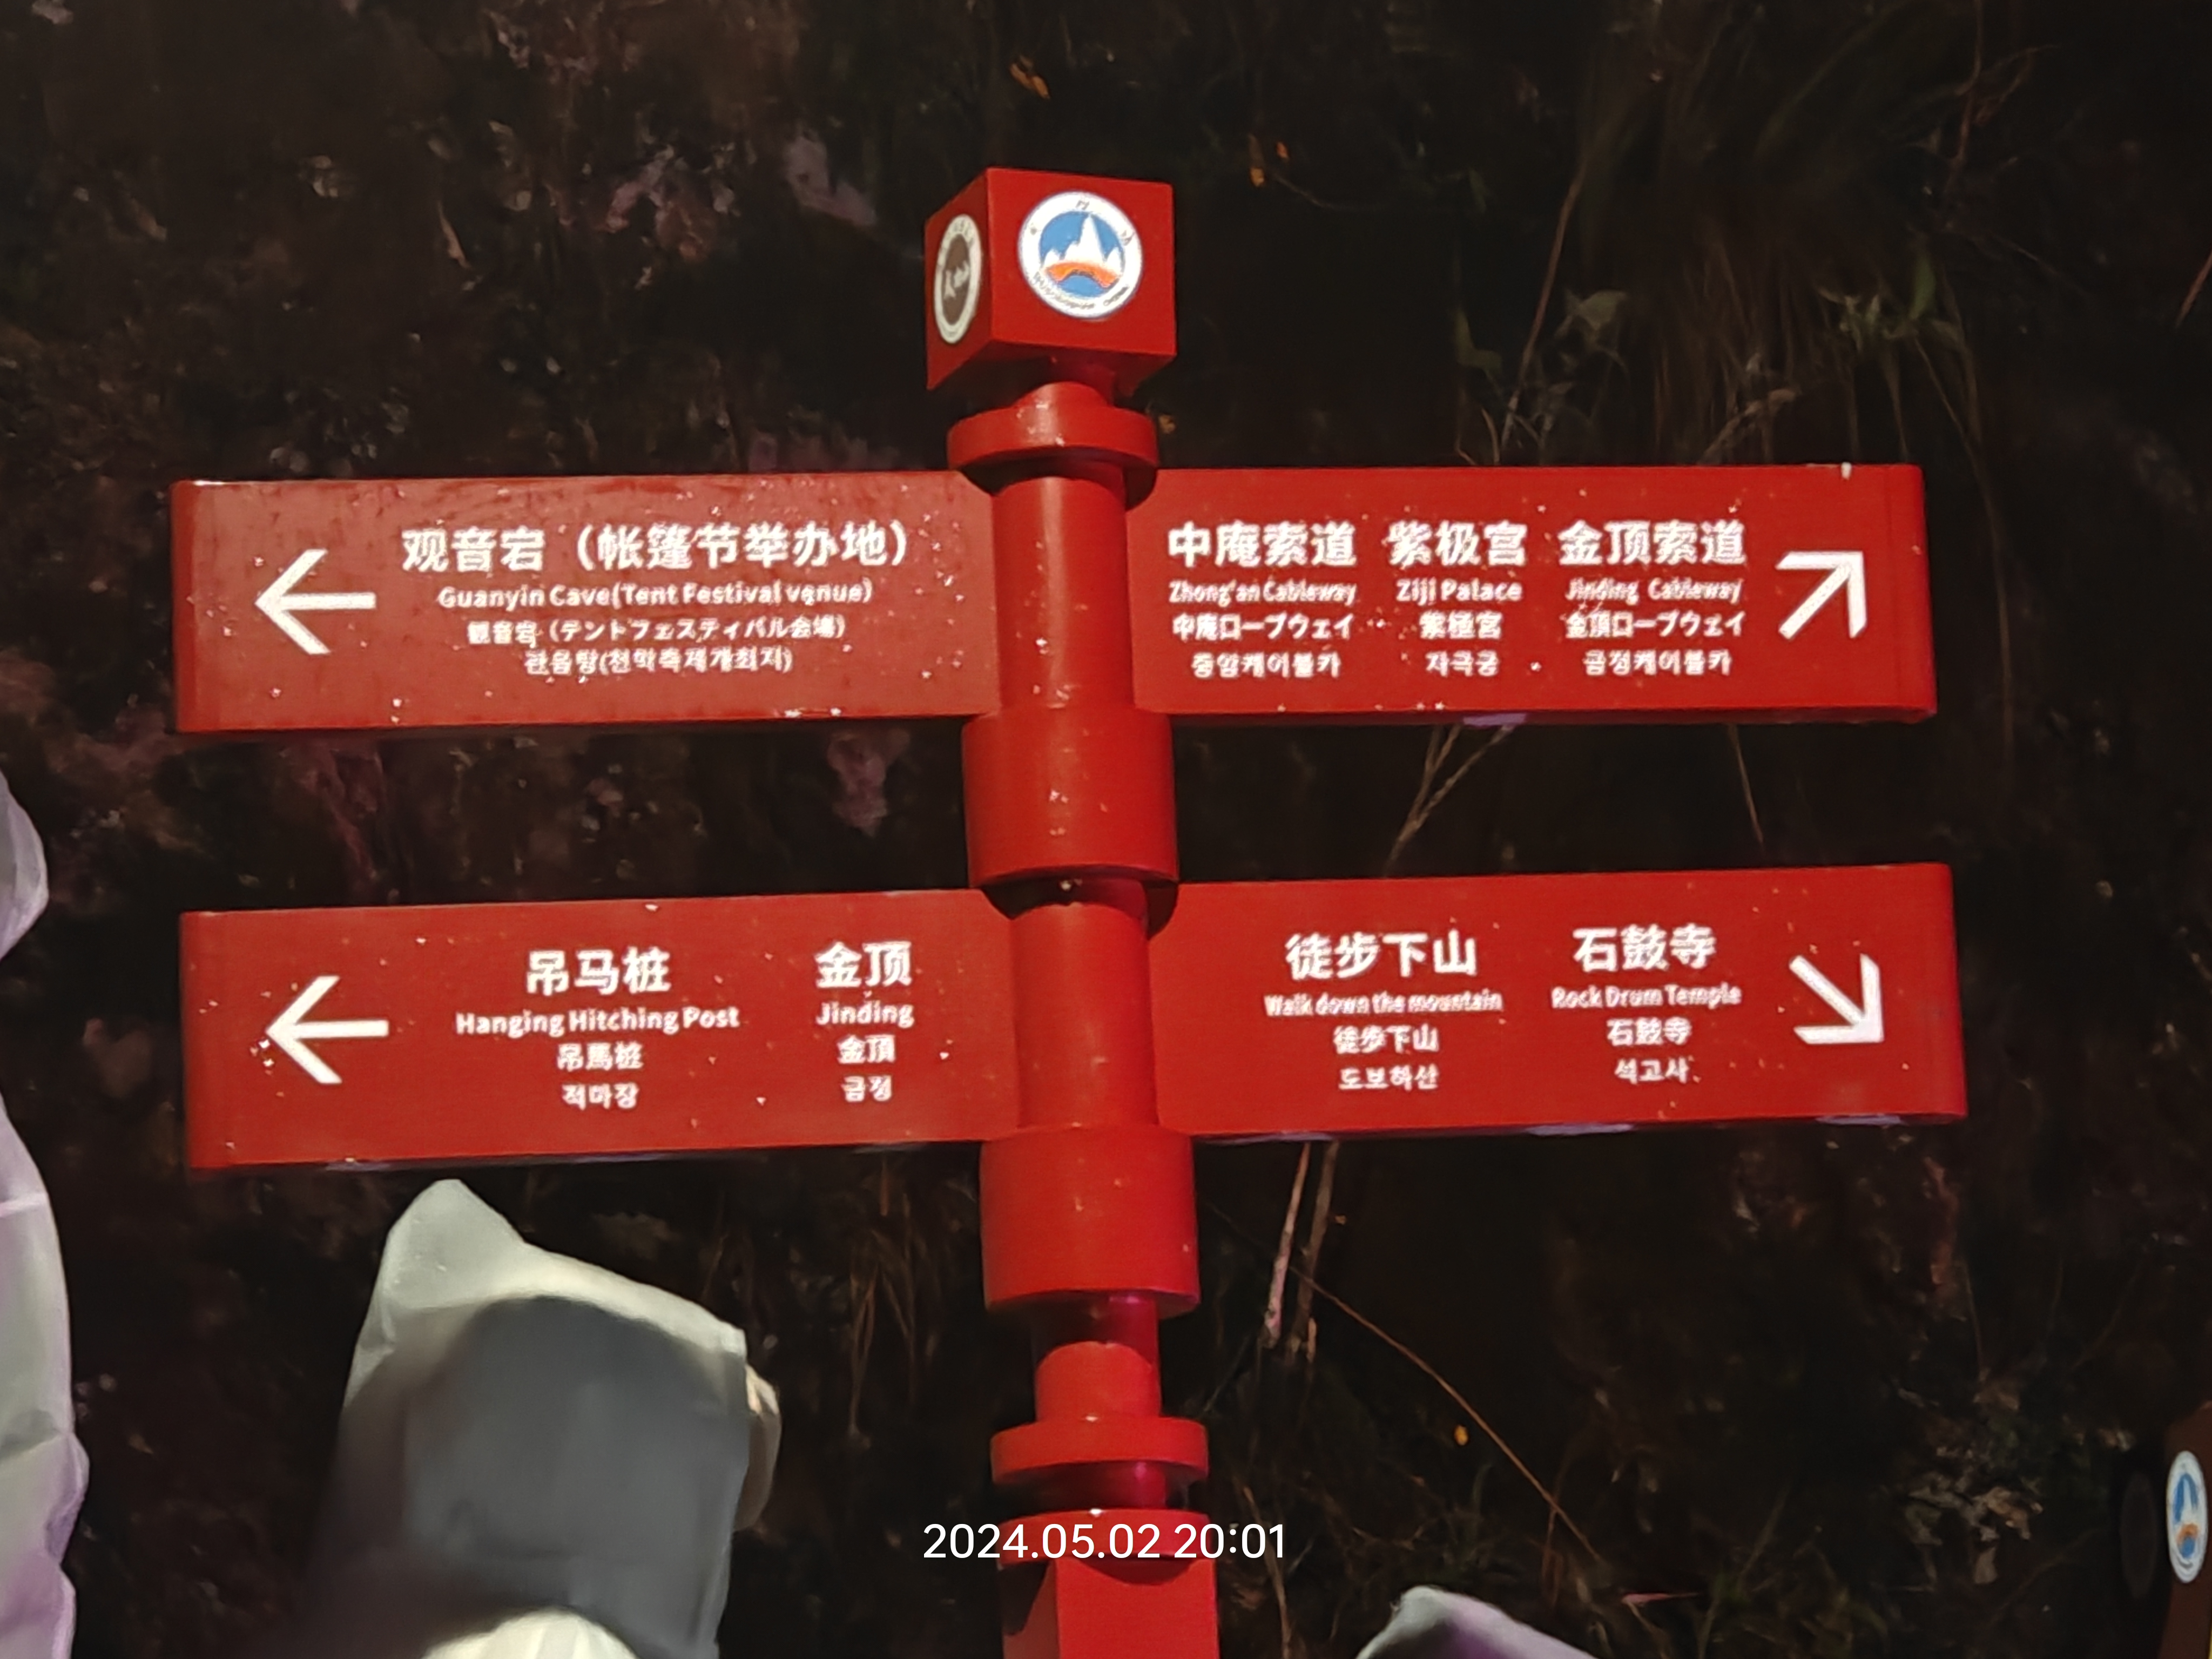 观音宕（帐篷节举办地）
Guanyin Cave(Tent Festival venue)
観音宕（テントフェスティバル会場）
관음탕(천막축제개최지)
中庵索道 紫极宫 金顶索道
Zhong'an Cableway Ziji Palace Jinding Cableway
中庵ロープウェイ 紫極宮 金頂ロープウェイ
중암케이블카 자극궁 금정케이블카
吊马桩 金顶
Hanging Hitching Post Jinding
吊馬桩 金頂
적마장 금정
徒步下山 石鼓寺
Walk down the mountain Rock Drum Temple
徒歩下山 石鼓寺
도보하산 석고사
2024.05.02 20:01